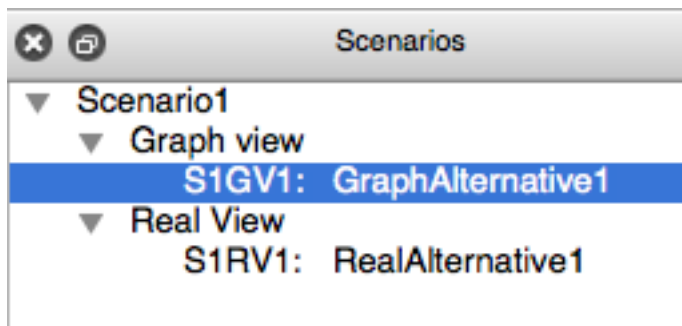 Scenarios
Scenario1
Graph view
S1GV1: GraphAlternative1
Real View
S1RV1: RealAlternative1